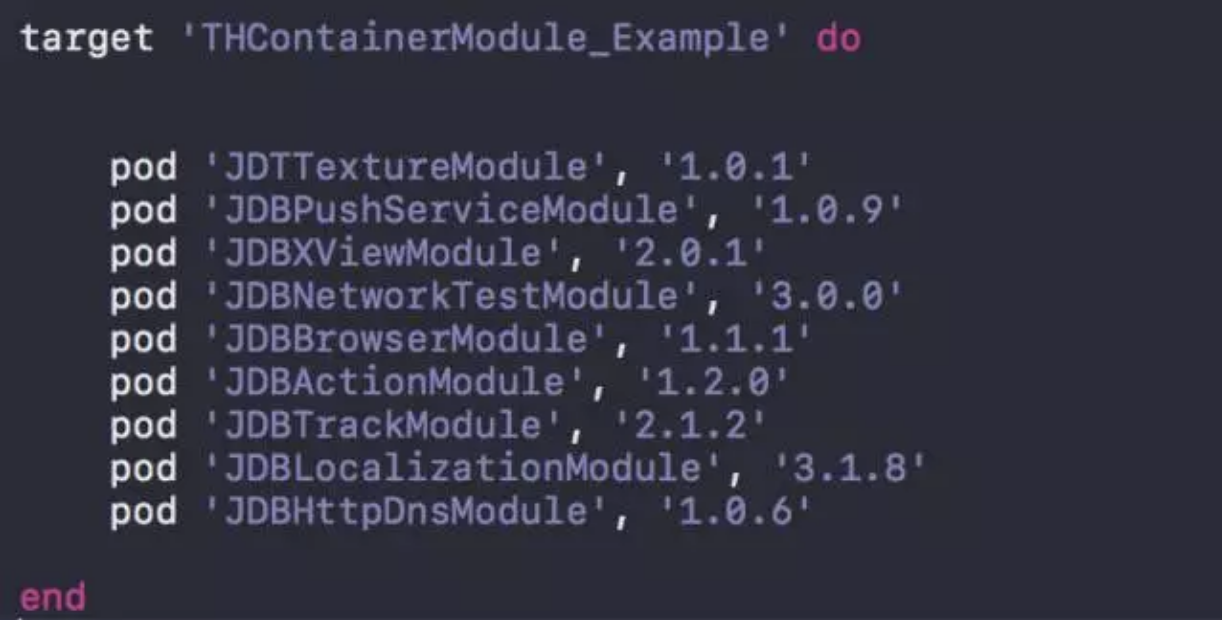 target 'THContainerModule_Example' do
pod 'JDTTextureModule', '1.0.1'
pod 'JDBPushServiceModule', '1.0.9'
pod 'JDBXViewModule', '2.0.1'
pod 'JDBNetworkTestModule', '3.0.0'
pod 'JDBBrowserModule', '1.1.1'
pod 'JDBActionModule', '1.2.0'
pod 'JDBTrackModule', '2.1.2'
pod 'JDBLocalizationModule', '3.1.8'
pod 'JDBHttpDnsModule', '1.0.6'
end